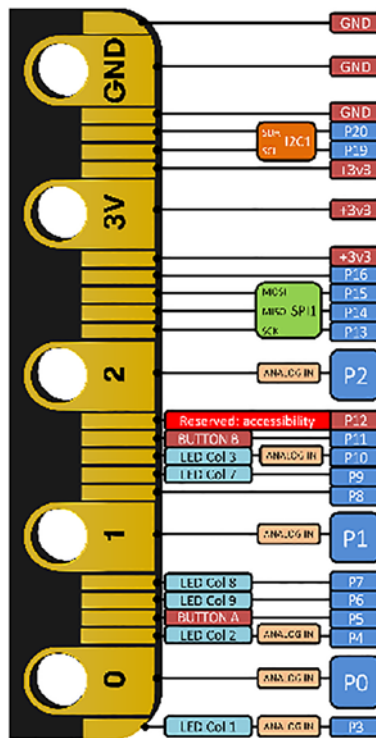 GND
GND
GND
GND
SDA I2C1 P20
SCL P19
+3v3
3V
+3v3
+3v3
P16
MOSI P15
MISO SPI1 P14
SCK P13
2 ANALOG IN P2
Reserved: accessibility P12
BUTTON B P11
LED Col 3 ANALOG IN P10
LED Col 7 P9
P8
1 ANALOG IN P1
LED Col 8 P7
LED Col 9 P6
BUTTON A P5
LED Col 2 ANALOG IN P4
0 ANALOG IN P0
LED Col 1 ANALOG IN P3